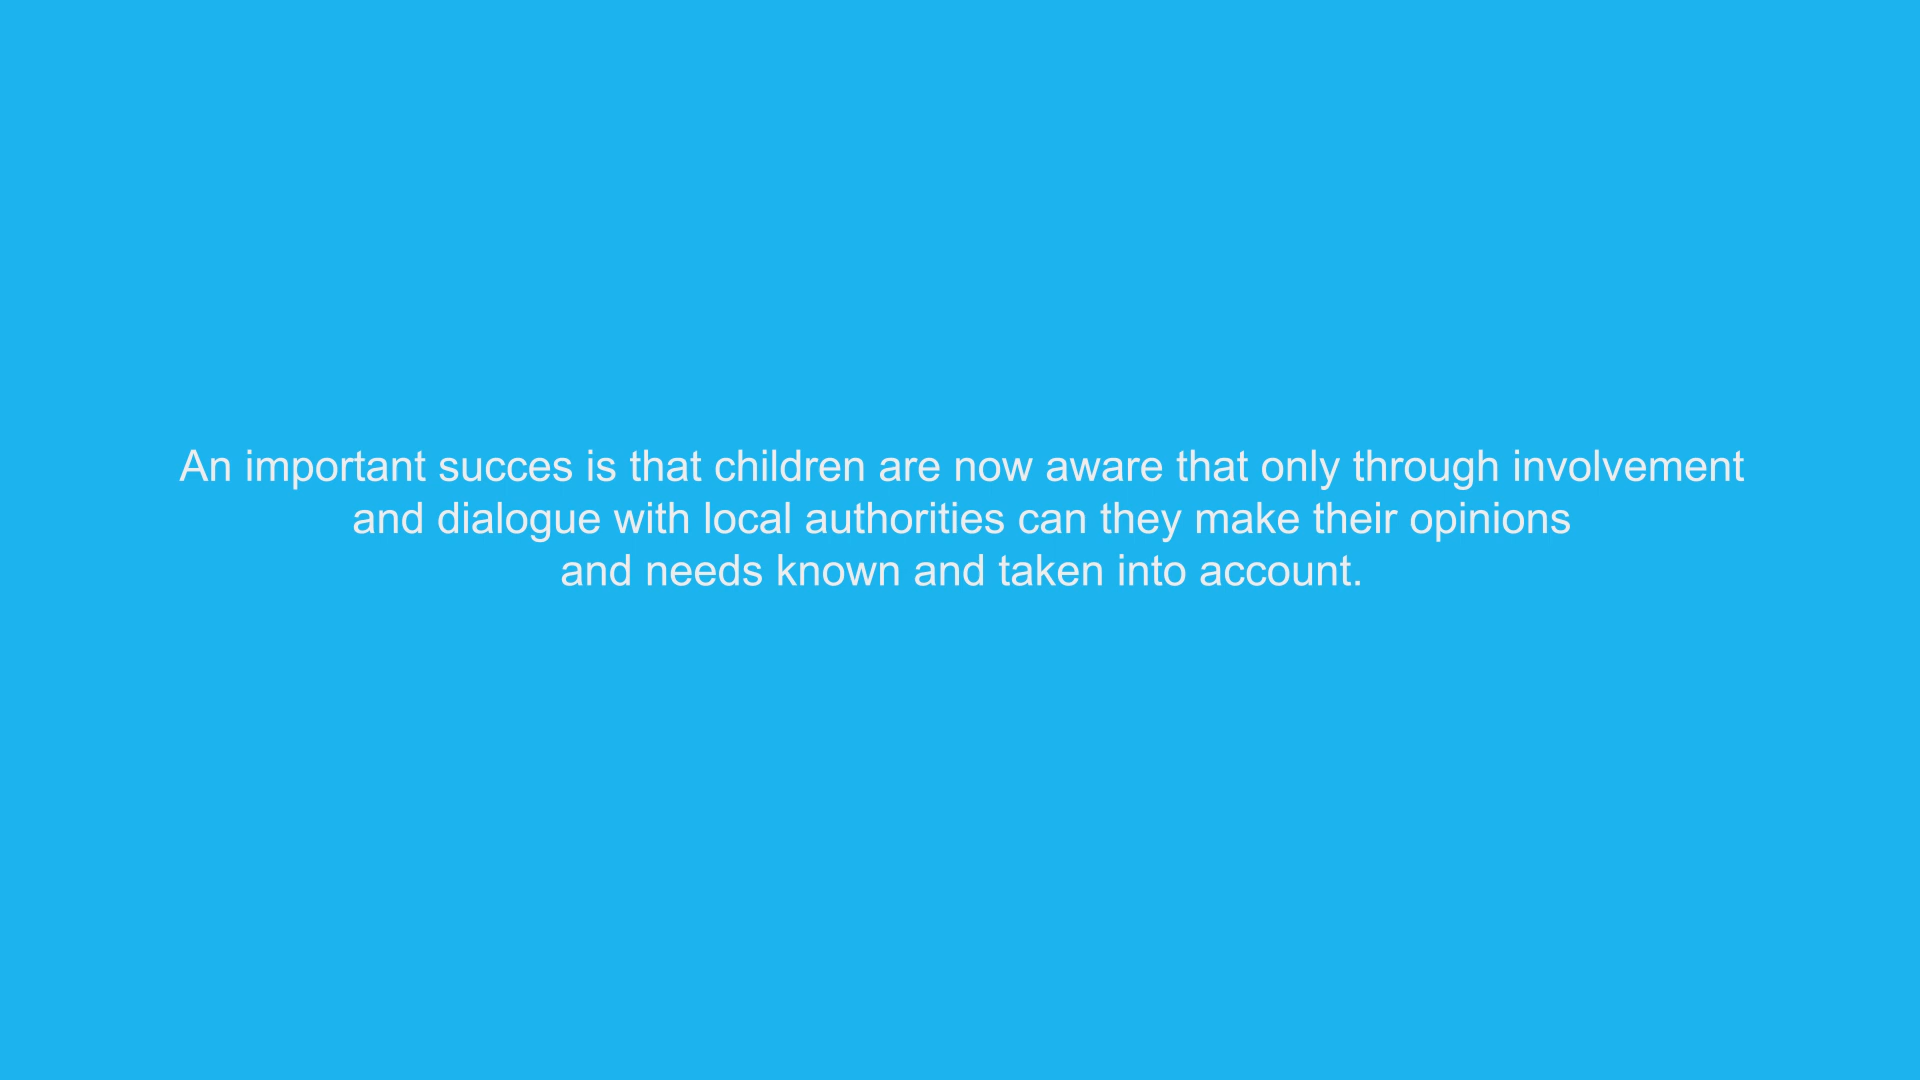 An important succes is that children are now aware that only through involvement
and dialogue with local authorities can they make their opinions
and needs known and taken into account.